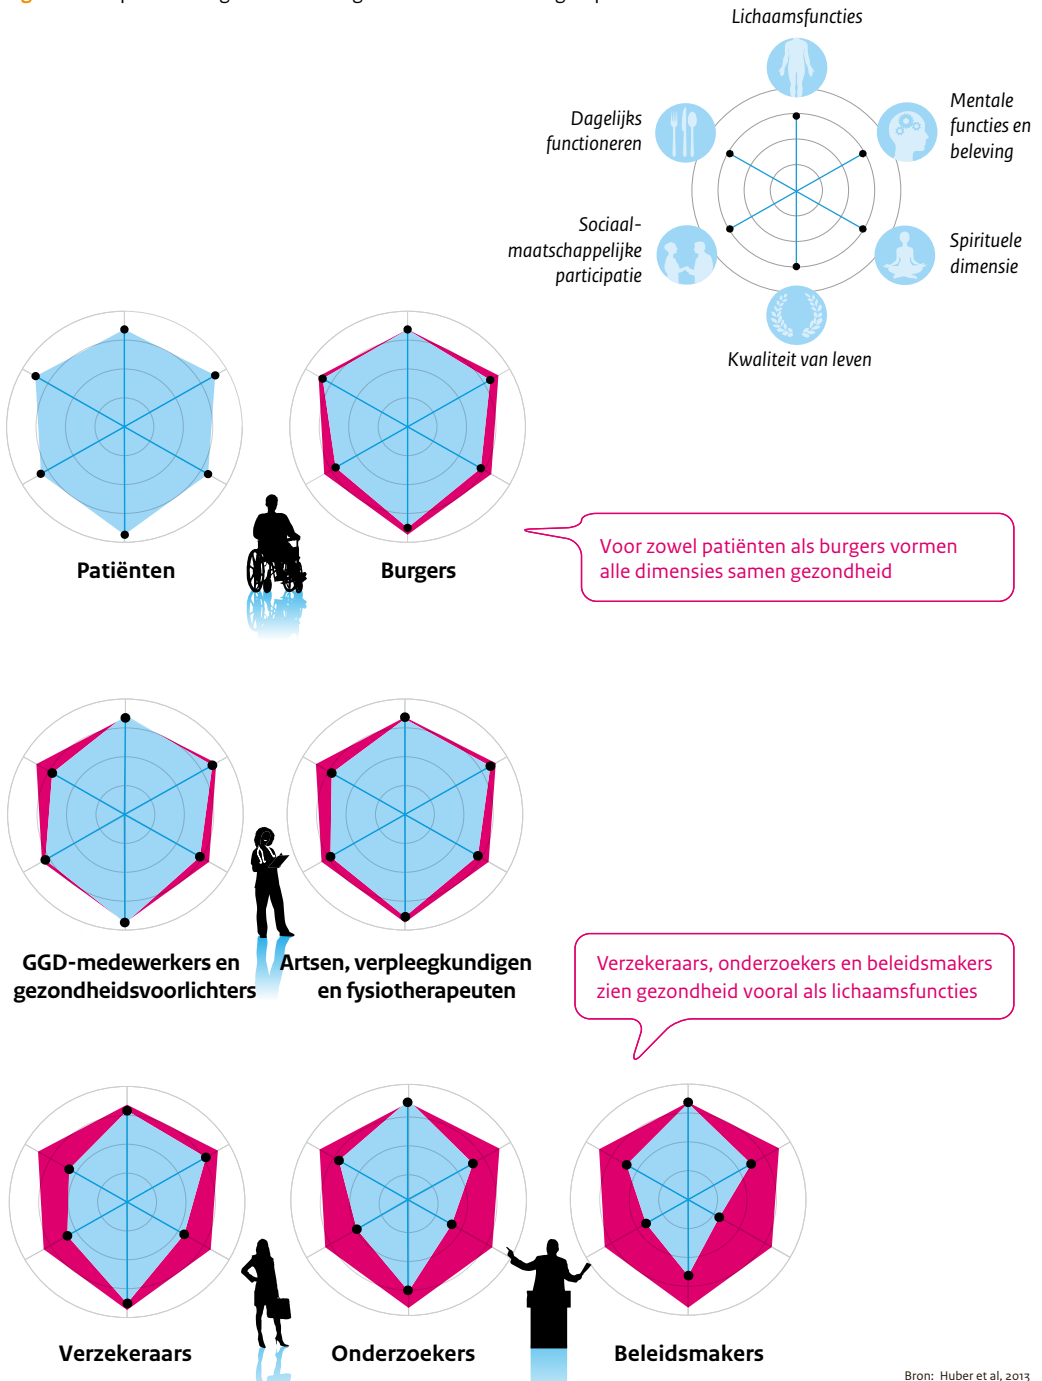 Lichaamsfuncties
Mentale
functies en
beleving
Dagelijks
functioneren
Sociaal-
maatschappelijke
participatie
Spirituele
dimensie
Kwaliteit van leven
Patiënten
Burgers
Voor zowel patiënten als burgers vormen
alle dimensies samen gezondheid
GGD-medewerkers en
gezondheidsvoorlichters
Artsen, verpleegkundigen
en fysiotherapeuten
Verzekeraars, onderzoekers en beleidsmakers
zien gezondheid vooral als lichaamsfuncties
Verzekeraars
Onderzoekers
Beleidsmakers
Bron: Huber et al, 2013